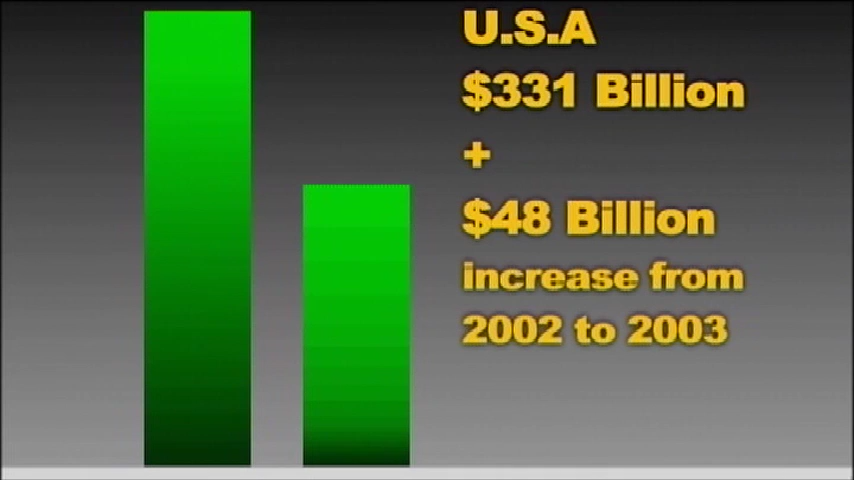 U.S.A
$331 Billion
+
$48 Billion
increase from
2002 to 2003